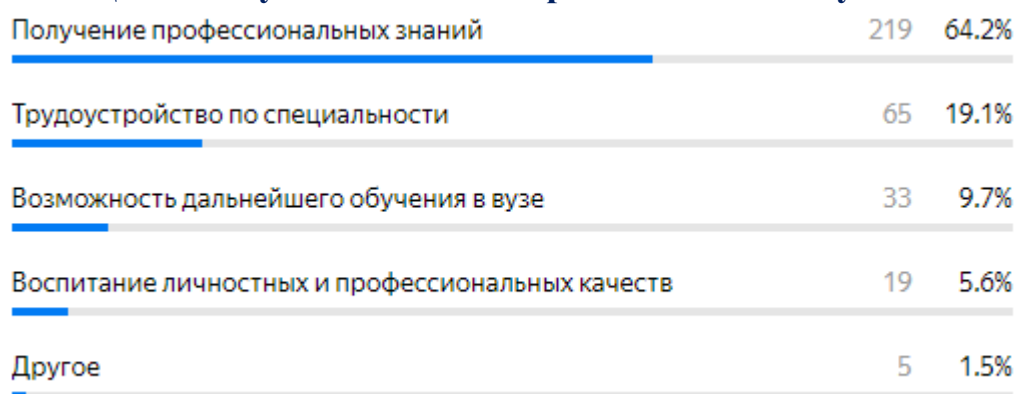 Получение профессиональных знаний 219 64.2%
Трудоустройство по специальности 65 19.1%
Возможность дальнейшего обучения в вузе 33 9.7%
Воспитание личностных и профессиональных качеств 19 5.6%
Другое 5 1.5%